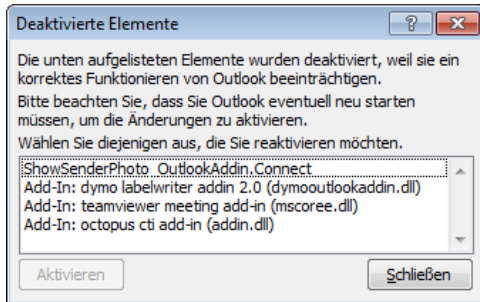 Deaktivierte Elemente
Die unten aufgelisteten Elemente wurden deaktiviert, weil sie ein
korrektes Funktionieren von Outlook beeinträchtigen.
Bitte beachten Sie, dass Sie Outlook eventuell neu starten
müssen, um die Änderungen zu aktivieren.
Wählen Sie diejenigen aus, die Sie reaktivieren möchten.
ShowSenderPhoto_OutlookAddin.Connect
Add-In: dymo labelwriter addin 2.0 (dymooutlookaddin.dll)
Add-In: teamviewer meeting add-in (mscoree.dll)
Add-In: octopus cti add-in (addin.dll)
Aktivieren
Schließen